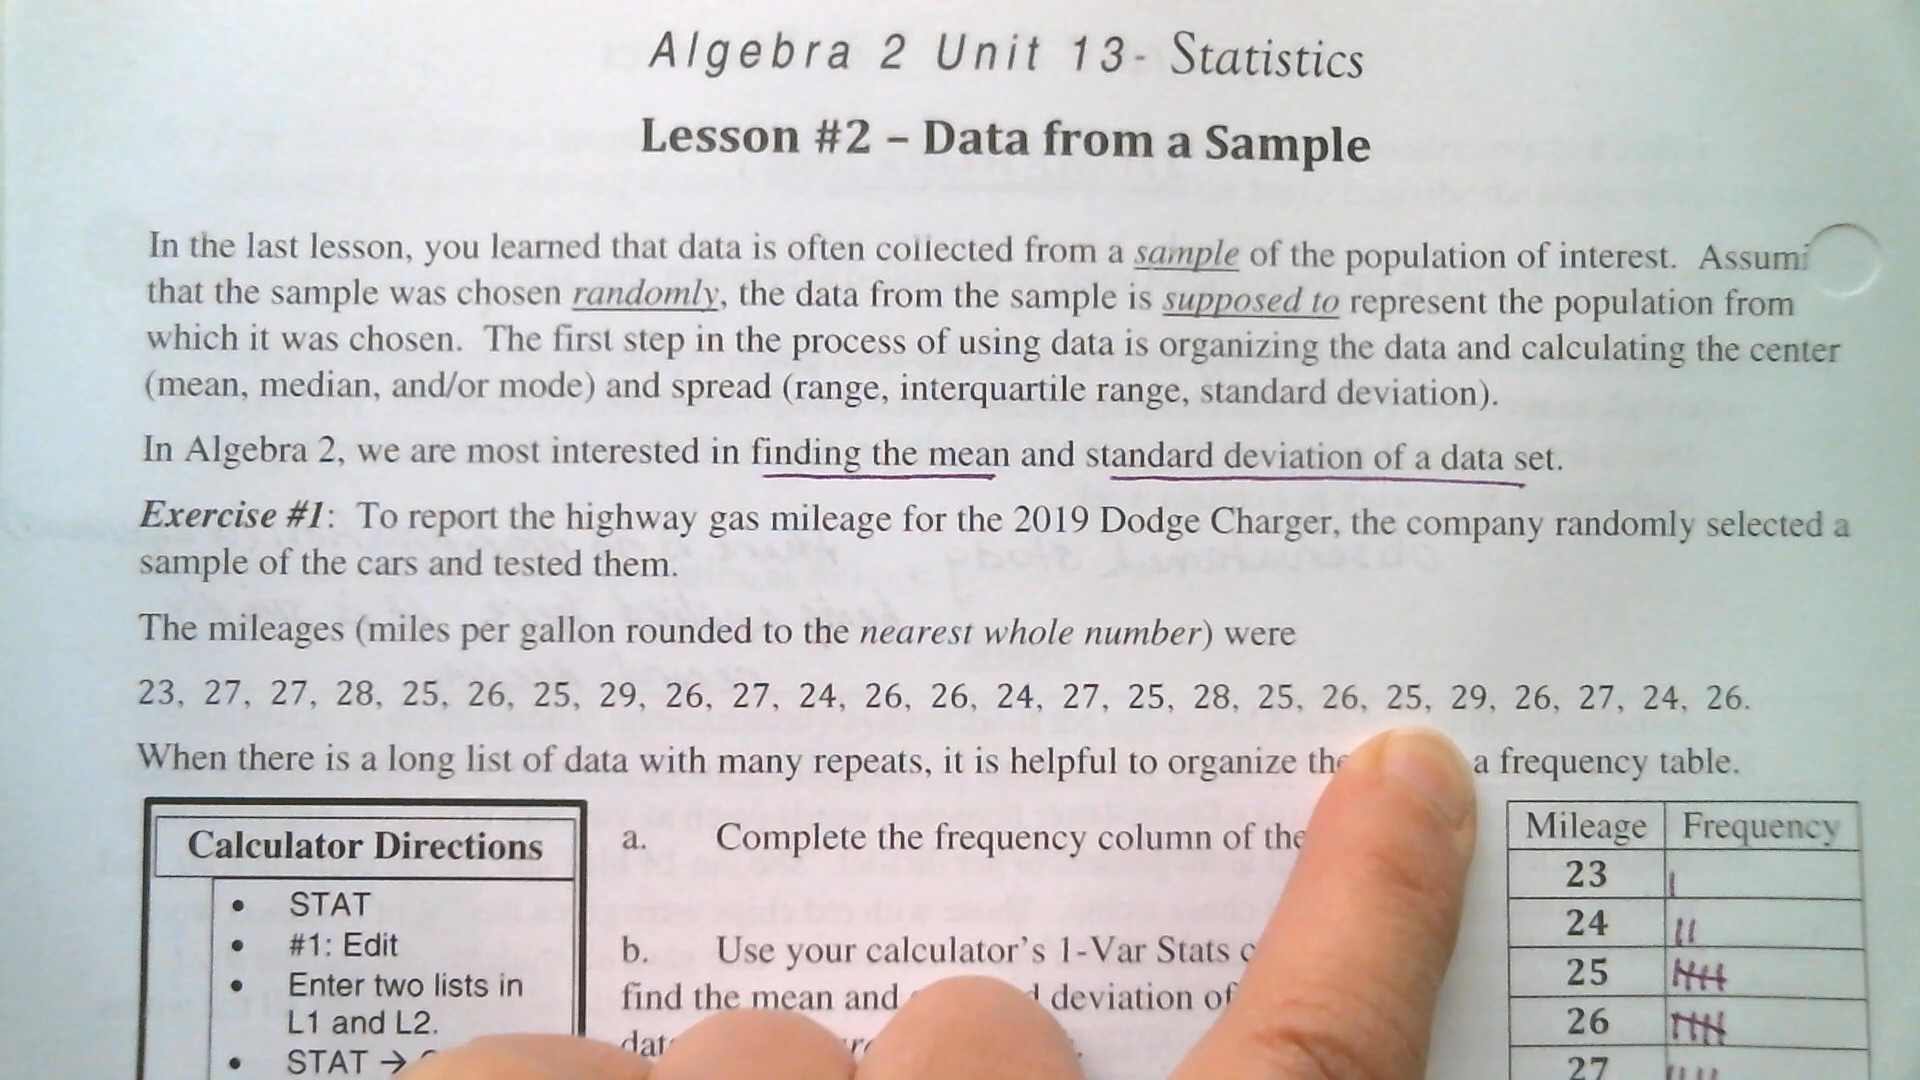 Algebra 2 Unit 13- Statistics
Lesson #2 – Data from a Sample
In the last lesson, you learned that data is often collected from a sample of the population of interest. Assumi
that the sample was chosen randomly, the data from the sample is supposed to represent the population from
which it was chosen. The first step in the process of using data is organizing the data and calculating the center
(mean, median, and/or mode) and spread (range, interquartile range, standard deviation).
In Algebra 2, we are most interested in finding the mean and standard deviation of a data set.
Exercise #1: To report the highway gas mileage for the 2019 Dodge Charger, the company randomly selected a
sample of the cars and tested them.
The mileages (miles per gallon rounded to the nearest whole number) were
23, 27, 27, 28, 25, 26, 25, 29, 26, 27, 24, 26, 26, 24, 27, 25, 28, 25, 26, 25, 29, 26, 27, 24, 26.
When there is a long list of data with many repeats, it is helpful to organize the a frequency table.
Calculator Directions
• STAT
• #1: Edit
• Enter two lists in
L1 and L2.
• STAT →
a. Complete the frequency column of the
b. Use your calculator's 1-Var Stats
find the mean and deviation of
Mileage Frequency
23
24
25
26
27